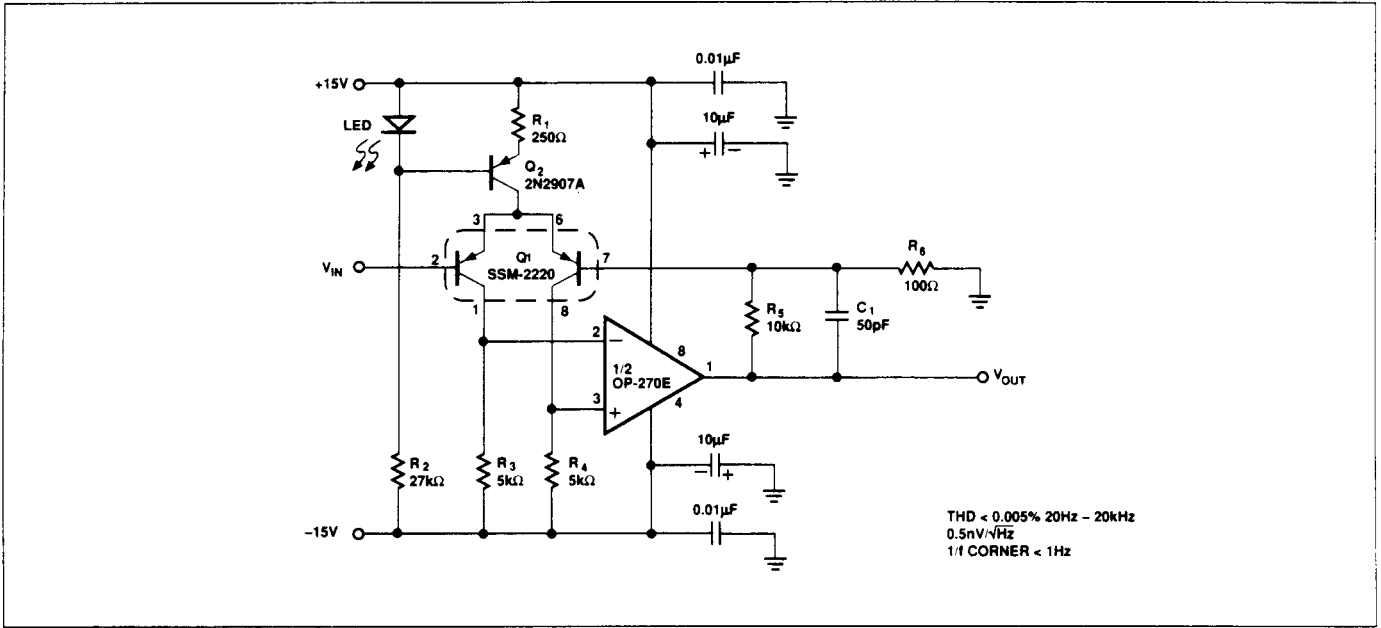 0.01µF
+15V
LED
R1
250Ω
10µF
+ −
Q2
2N2907A
3 6
VIN
2
Q1
SSM-2220
7
R6
100Ω
1 8
R5
10kΩ
C1
50pF
2
−
8
1/2
OP-270E
1
VOUT
3
+
4
R2
27kΩ
R3
5kΩ
R4
5kΩ
10µF
− +
0.01µF
−15V
THD < 0.005% 20Hz – 20kHz
0.5nV/√Hz
1/f CORNER < 1Hz